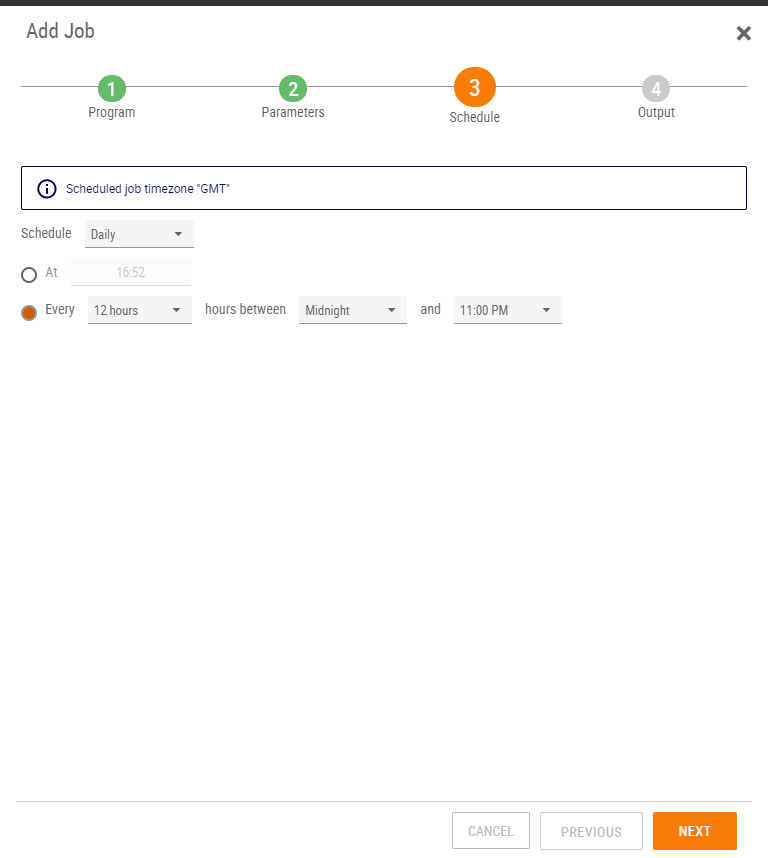 Add Job
1 2 3 4
Program Parameters Schedule Output
Scheduled job timezone "GMT"
Schedule Daily
At 16:52
Every 12 hours hours between Midnight and 11:00 PM
CANCEL PREVIOUS NEXT